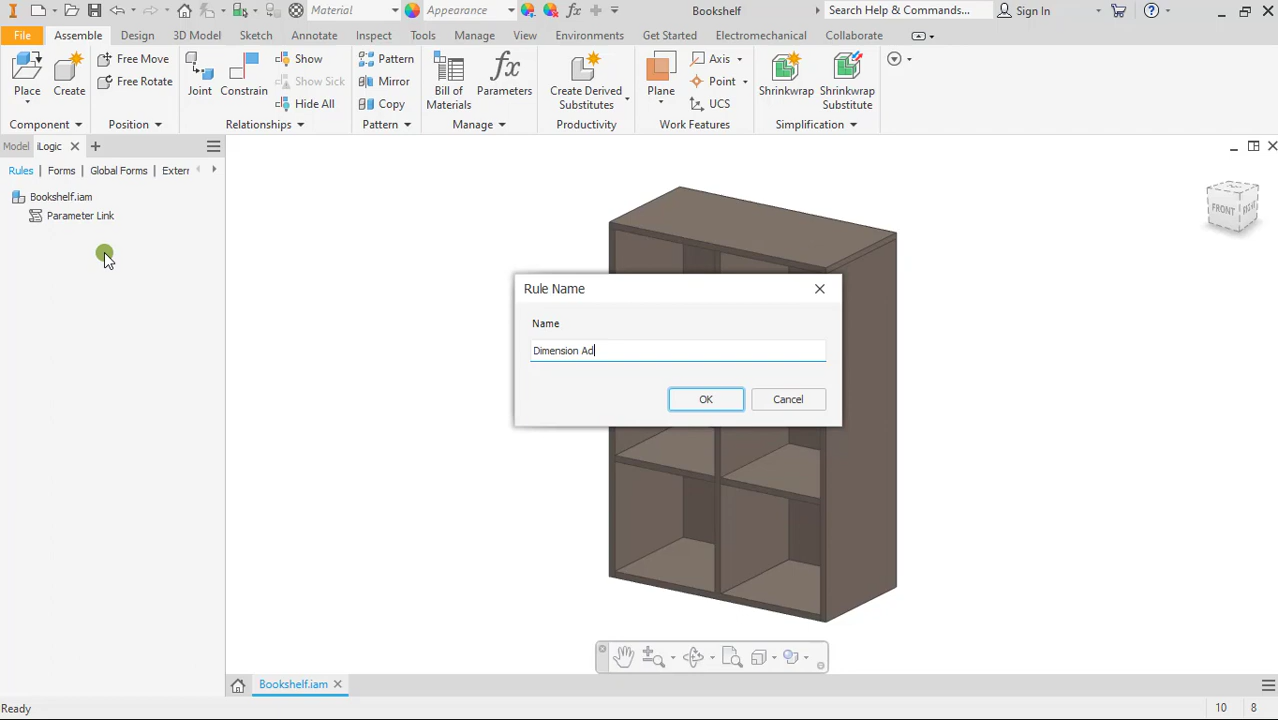 Material
Appearance
Bookshelf
Search Help & Commands...
Sign In
File
Assemble
Design
3D Model
Sketch
Annotate
Inspect
Tools
Manage
View
Environments
Get Started
Electromechanical
Collaborate
Place
Create
Free Move
Free Rotate
Joint
Constrain
Show
Show Sick
Hide All
Pattern
Mirror
Copy
Bill of
Materials
Parameters
Create Derived
Substitutes
Plane
Axis
Point
UCS
Shrinkwrap
Shrinkwrap
Substitute
Component
Position
Relationships
Pattern
Manage
Productivity
Work Features
Simplification
Model
iLogic
Rules
Forms
Global Forms
Extern
Bookshelf.iam
Parameter Link
FRONT
Rule Name
Name
Dimension Ad
OK
Cancel
Bookshelf.iam
Ready
10
8